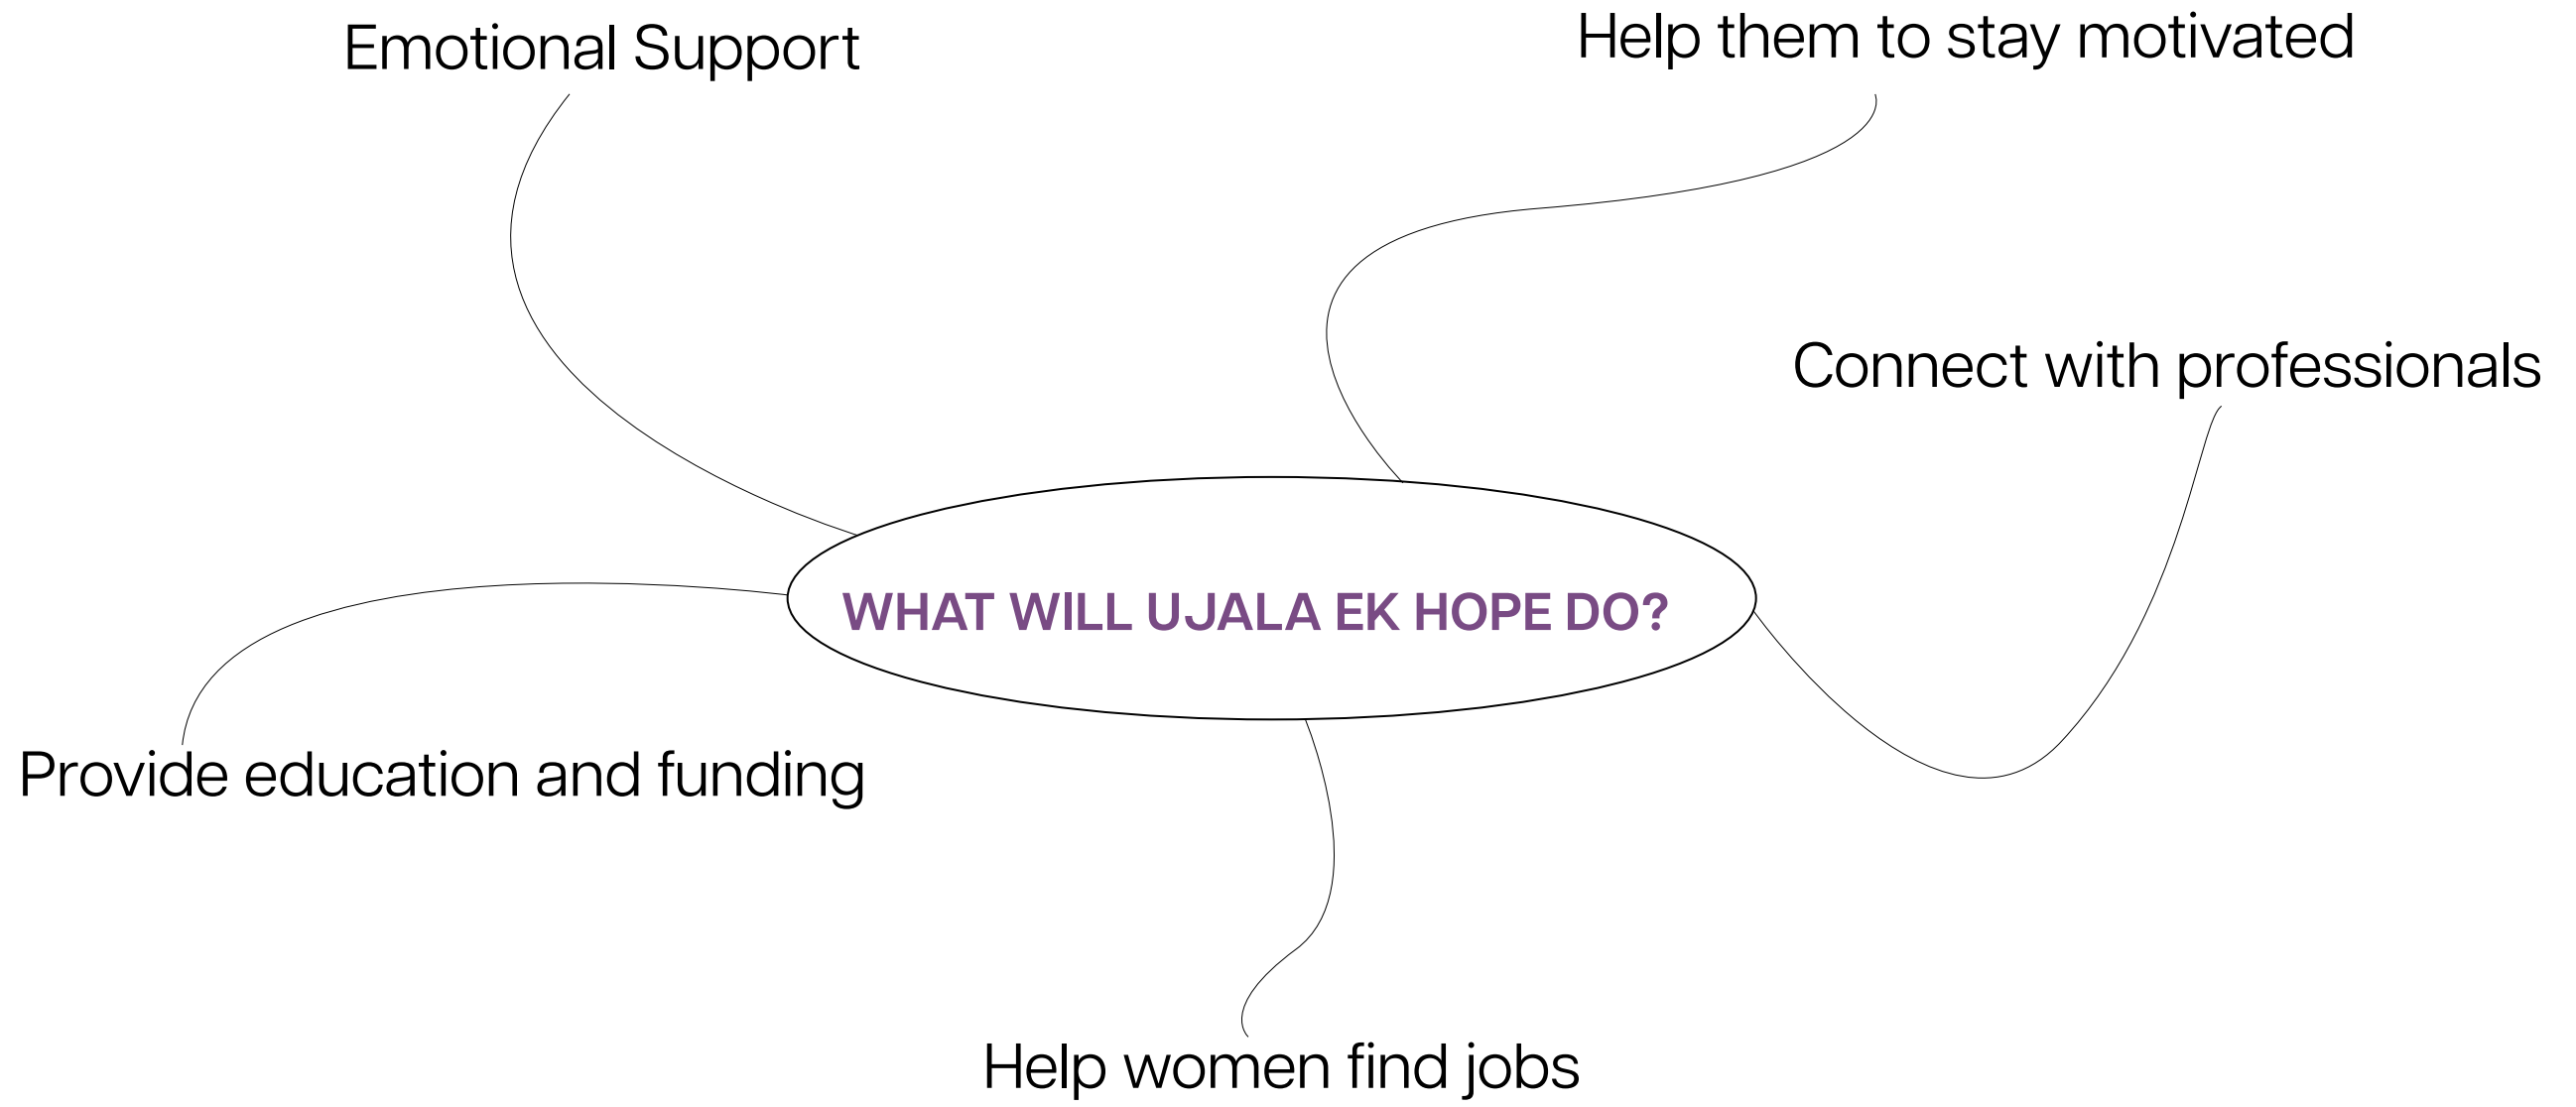 Emotional Support
Help them to stay motivated
Connect with professionals
WHAT WlLL UJALA EK HOPE DO?
Provide education and funding
Help women find jobs